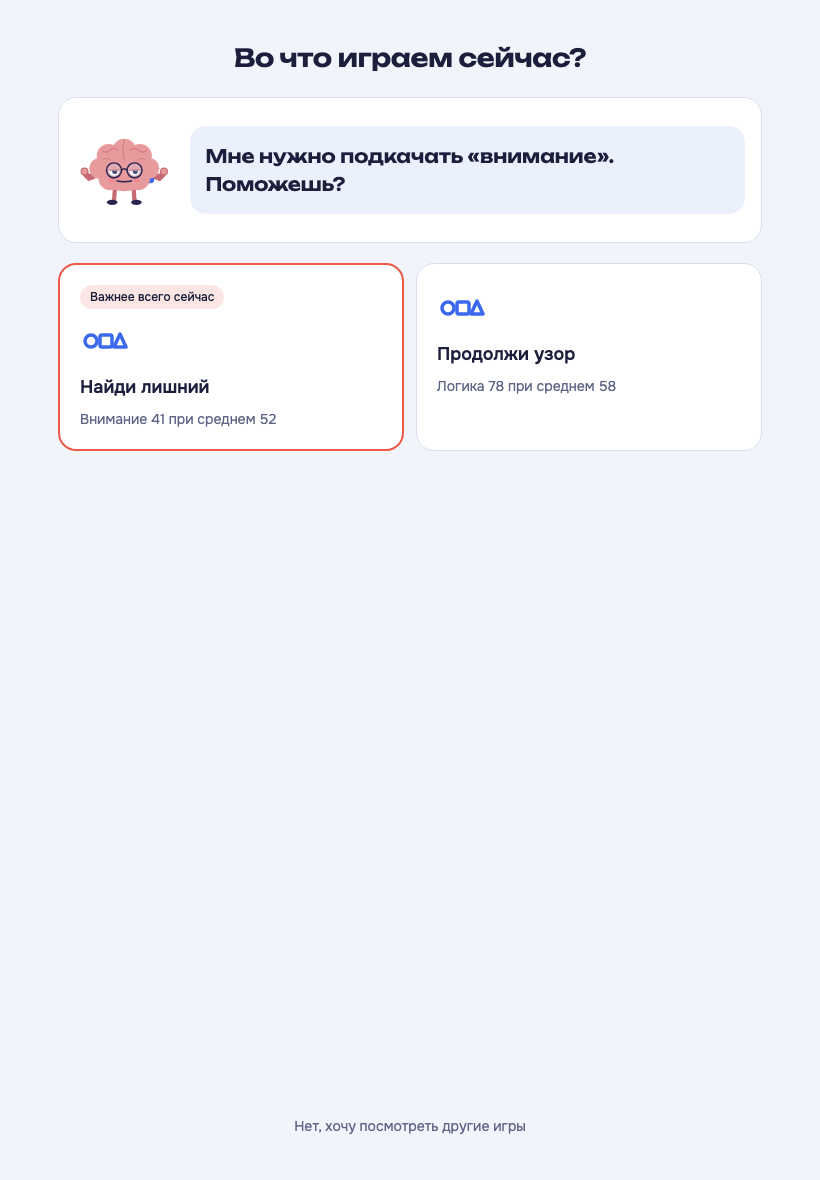 Во что играем сейчас?
Мне нужно подкачать «внимание».
Поможешь?
Важнее всего сейчас
Найди лишний
Внимание 41 при среднем 52
Продолжи узор
Логика 78 при среднем 58
Нет, хочу посмотреть другие игры